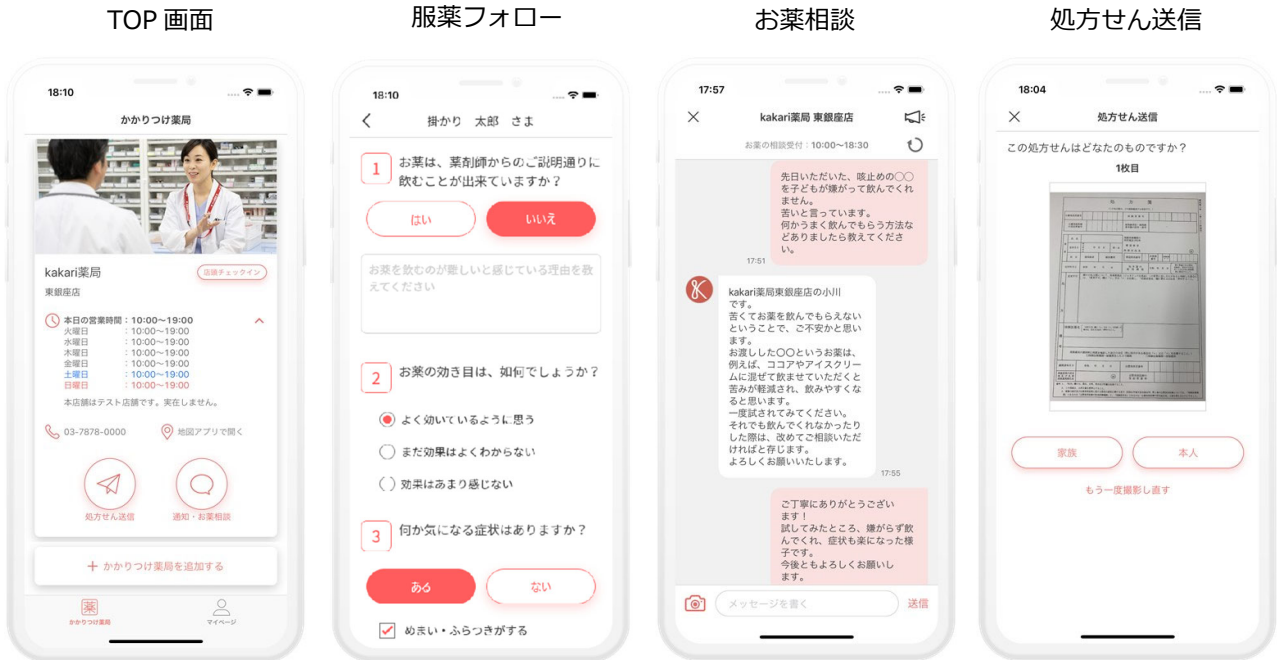 TOP 画面
服薬フォロー
お薬相談
処方せん送信
18:10
かかりつけ薬局
kakari薬局
店頭チェックイン
東銀座店
本日の営業時間：10:00〜19:00
火曜日：10:00〜19:00
水曜日：10:00〜19:00
木曜日：10:00〜19:00
金曜日：10:00〜19:00
土曜日：10:00〜19:00
日曜日：10:00〜19:00
本店舗はテスト店舗です。実在しません。
03-7878-0000
地図アプリで開く
処方せん送信
通知・お薬相談
＋ かかりつけ薬局を追加する
薬
かかりつけ薬局
マイページ
18:10
掛かり 太郎 さま
1
お薬は、薬剤師からのご説明通りに
飲むことが出来ていますか？
はい
いいえ
お薬を飲むのが難しいと感じている理由を教
えてください
2
お薬の効き目は、如何でしょうか？
よく効いているように思う
まだ効果はよくわからない
効果はあまり感じない
3
何か気になる症状はありますか？
ある
ない
めまい・ふらつきがする
17:57
kakari薬局 東銀座店
お薬の相談受付：10:00〜18:30
先日いただいた、咳止めの〇〇
を子どもが嫌がって飲んでくれ
ません。
苦いと言っています。
何かうまく飲んでもらう方法な
どありましたら教えてくださ
い。
17:51
kakari薬局東銀座店の小川
です。
苦くてお薬を飲んでもらえない
ということで、ご不安かと思い
ます。
お渡しした〇〇というお薬は、
例えば、ココアやアイスクリー
ムに混ぜて飲ませていただくと
苦みが軽減され、飲みやすくな
ると思います。
一度試されてみてください。
それでも飲んでくれなかったり
した際は、改めてご相談いただ
ければと存じます。
よろしくお願いいたします。
17:55
ご丁寧にありがとうござい
ます！
試してみたところ、嫌がらず飲
んでくれ、症状も楽になった様
子です。
今後ともよろしくお願いし
ます。
メッセージを書く
送信
18:04
処方せん送信
この処方せんはどなたのものですか？
1枚目
処 方 箋
家族
本人
もう一度撮影し直す